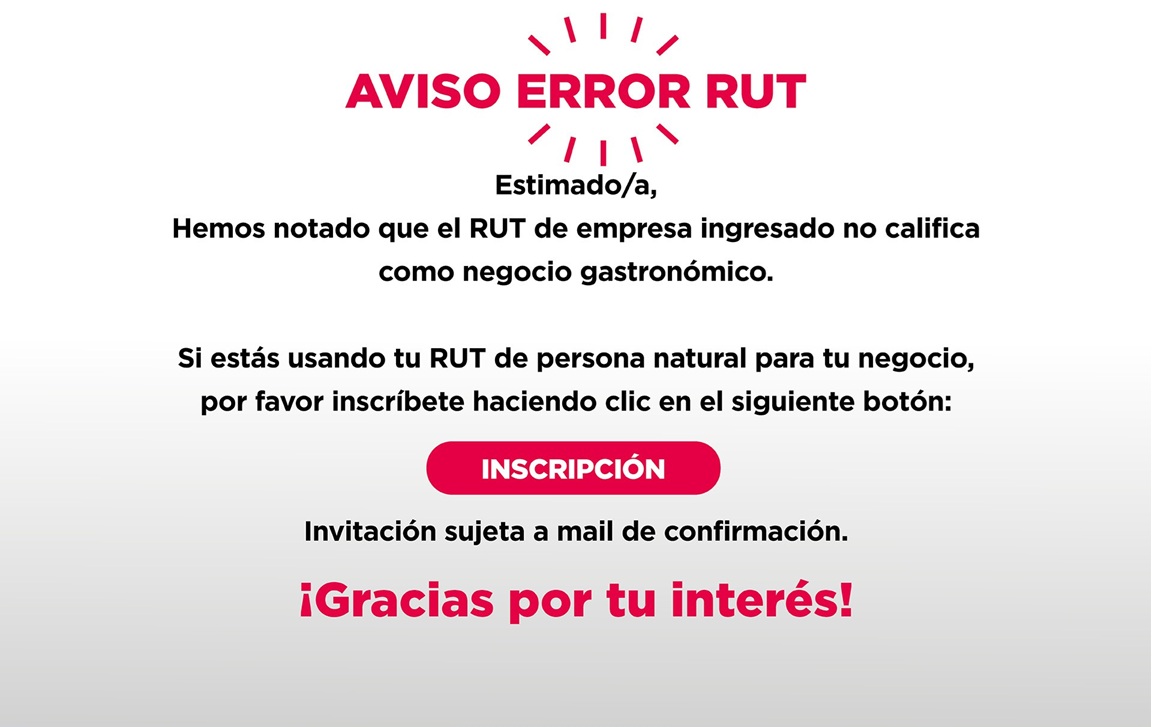 AVISO ERROR RUT
Estimado/a,
Hemos notado que el RUT de empresa ingresado no califica
como negocio gastronómico.
Si estás usando tu RUT de persona natural para tu negocio,
por favor inscríbete haciendo clic en el siguiente botón:
INSCRIPCIÓN
Invitación sujeta a mail de confirmación.
¡Gracias por tu interés!